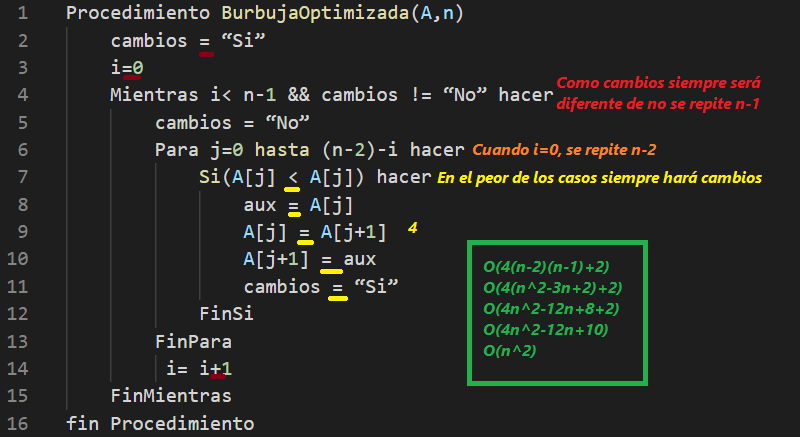 1 Procedimiento BurbujaOptimizada(A,n)
2 cambios = “Si”
3 i=0
4 Mientras i< n-1 && cambios != “No” hacer Como cambios siempre será
diferente de no se repite n-1
5 cambios = “No”
6 Para j=0 hasta (n-2)-i hacer Cuando i=0, se repite n-2
7 Si(A[j] < A[j]) hacer En el peor de los casos siempre hará cambios
8 aux = A[j]
9 A[j] = A[j+1] 4
10 A[j+1] = aux
11 cambios = “Si”
12 FinSi
13 FinPara
14 i= i+1
15 FinMientras
16 fin Procedimiento
O(4(n-2)(n-1)+2)
O(4(n^2-3n+2)+2)
O(4n^2-12n+8+2)
O(4n^2-12n+10)
O(n^2)